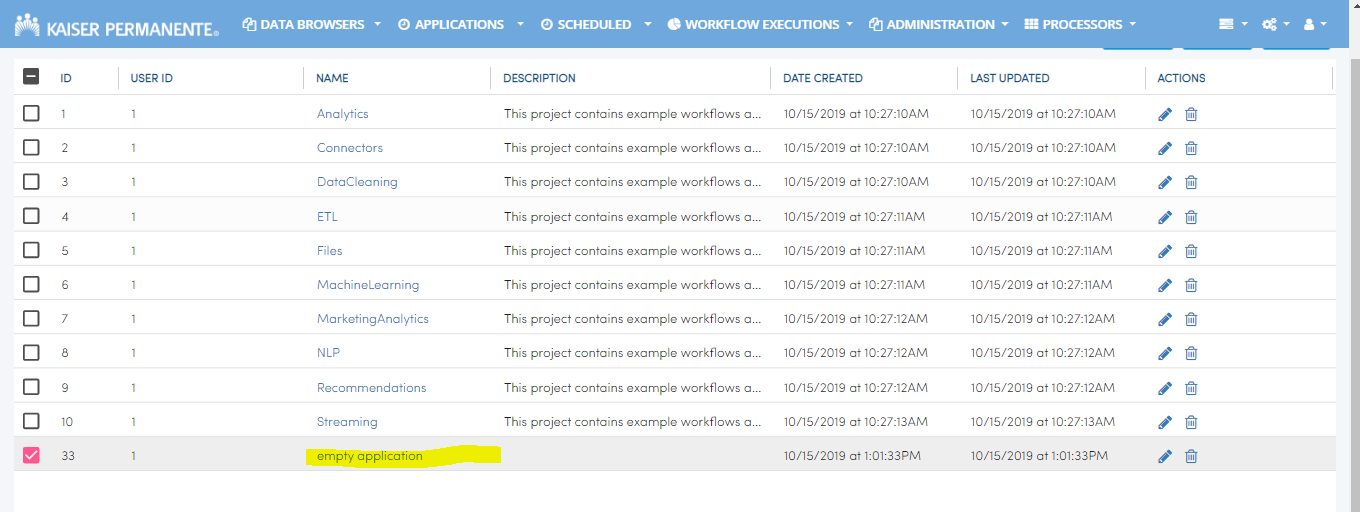 KAISER PERMANENTE® DATA BROWSERS APPLICATIONS SCHEDULED WORKFLOW EXECUTIONS ADMINISTRATION PROCESSORS
ID USER ID NAME DESCRIPTION DATE CREATED LAST UPDATED ACTIONS
1 1 Analytics This project contains example workflows a... 10/15/2019 at 10:27:10AM 10/15/2019 at 10:27:10AM
2 1 Connectors This project contains example workflows a... 10/15/2019 at 10:27:10AM 10/15/2019 at 10:27:10AM
3 1 DataCleaning This project contains example workflows a... 10/15/2019 at 10:27:10AM 10/15/2019 at 10:27:10AM
4 1 ETL This project contains example workflows a... 10/15/2019 at 10:27:11AM 10/15/2019 at 10:27:11AM
5 1 Files This project contains example workflows a... 10/15/2019 at 10:27:11AM 10/15/2019 at 10:27:11AM
6 1 MachineLearning This project contains example workflows a... 10/15/2019 at 10:27:11AM 10/15/2019 at 10:27:11AM
7 1 MarketingAnalytics This project contains example workflows a... 10/15/2019 at 10:27:12AM 10/15/2019 at 10:27:12AM
8 1 NLP This project contains example workflows a... 10/15/2019 at 10:27:12AM 10/15/2019 at 10:27:12AM
9 1 Recommendations This project contains example workflows a... 10/15/2019 at 10:27:12AM 10/15/2019 at 10:27:12AM
10 1 Streaming This project contains example workflows a... 10/15/2019 at 10:27:13AM 10/15/2019 at 10:27:13AM
33 1 empty application 10/15/2019 at 1:01:33PM 10/15/2019 at 1:01:33PM